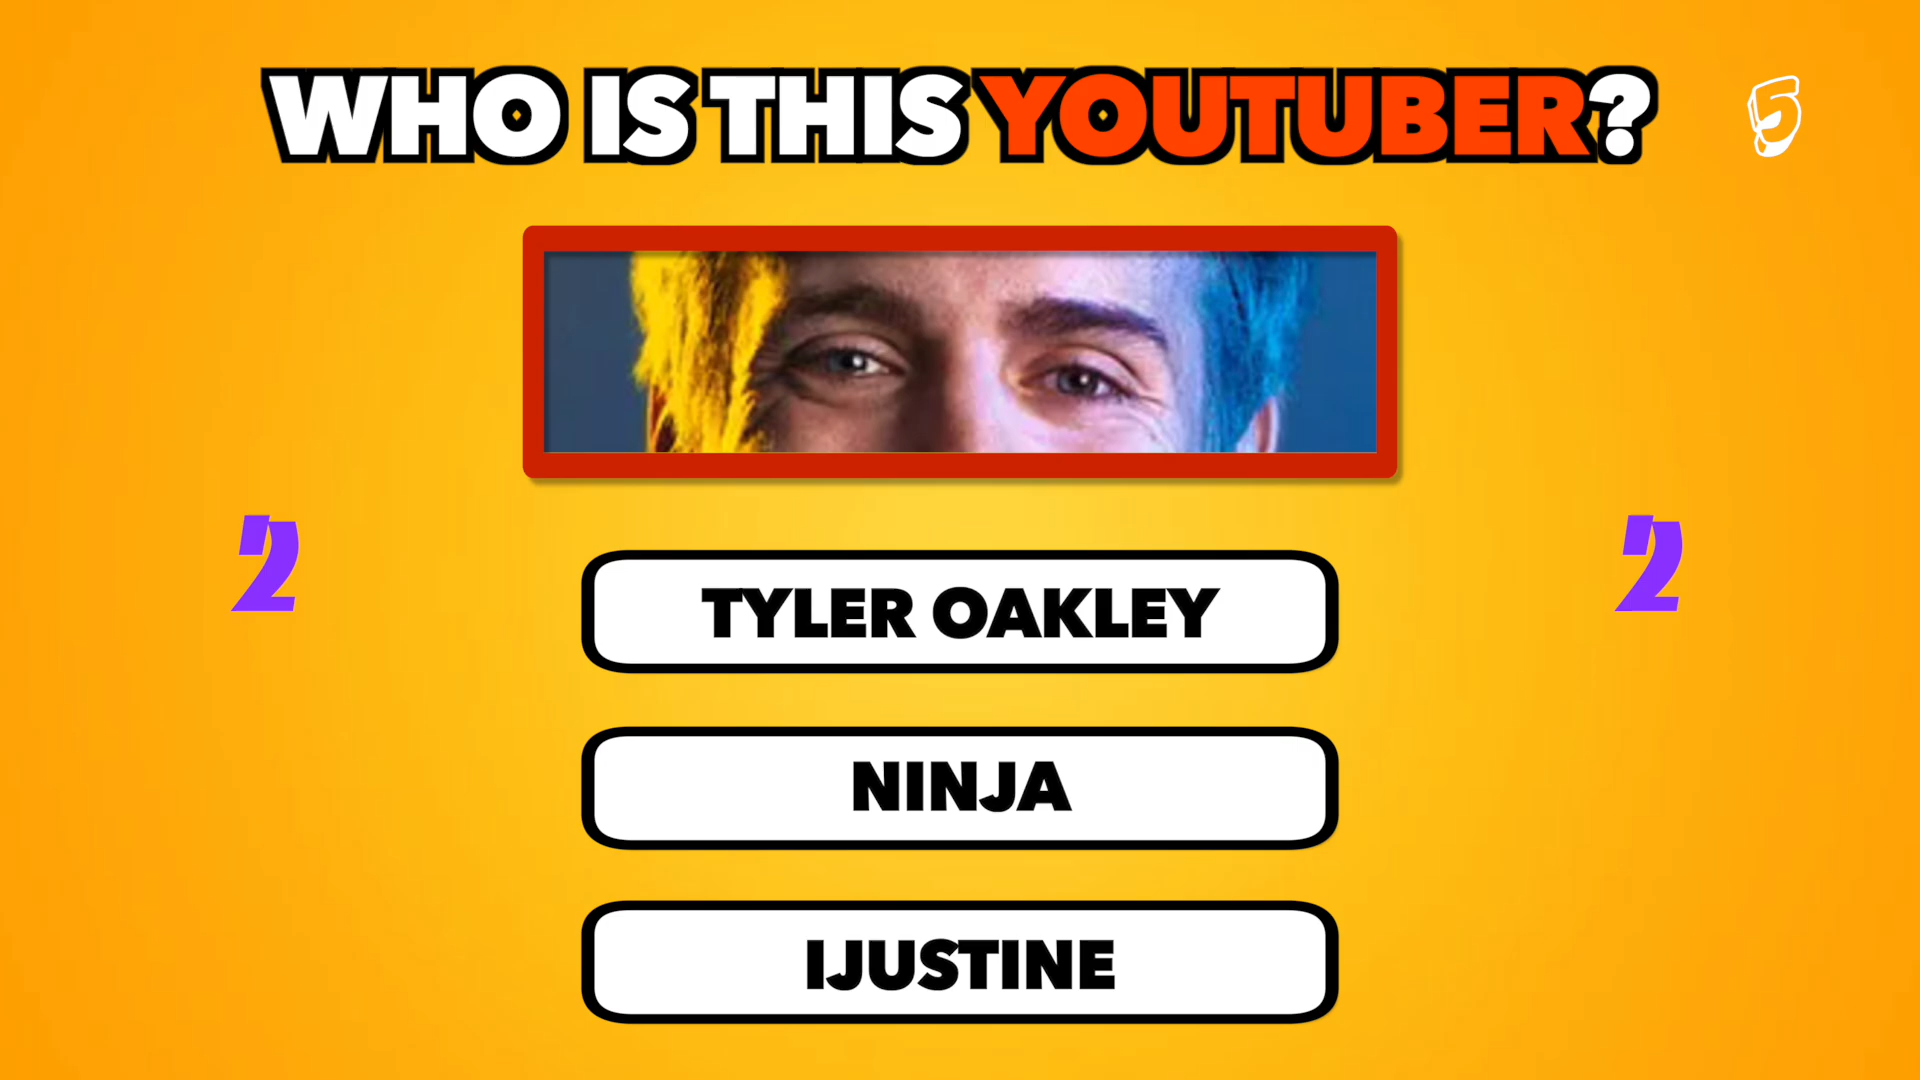 WHO IS THIS YOUTUBER?
5
2
2
TYLER OAKLEY
NINJA
IJUSTINE